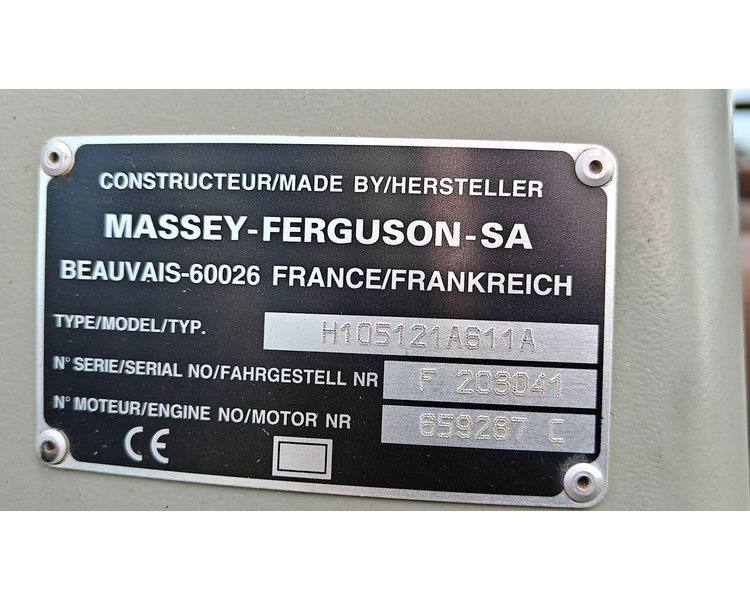 CONSTRUCTEUR/MADE BY/HERSTELLER
MASSEY-FERGUSON-SA
BEAUVAIS-60026 FRANCE/FRANKREICH
TYPE/MODEL/TYP. H105121A611A
N° SERIE/SERIAL NO/FAHRGESTELL NR F 203041
N° MOTEUR/ENGINE NO/MOTOR NR 659287 C
CE